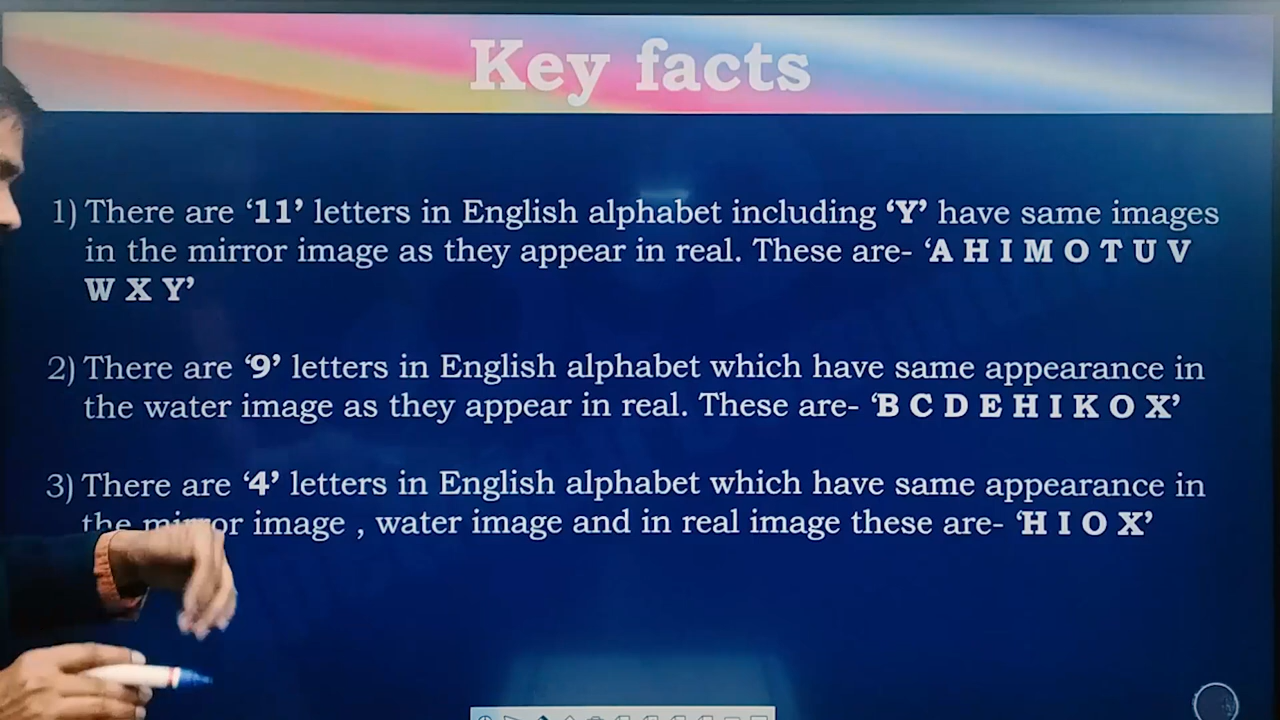 Key facts
1) There are ‘11’ letters in English alphabet including ‘Y’ have same images
in the mirror image as they appear in real. These are- ‘A H I M O T U V
W X Y’
2) There are ‘9’ letters in English alphabet which have same appearance in
the water image as they appear in real. These are- ‘B C D E H I K O X’
3) There are ‘4’ letters in English alphabet which have same appearance in
the mirror image , water image and in real image these are- ‘H I O X’